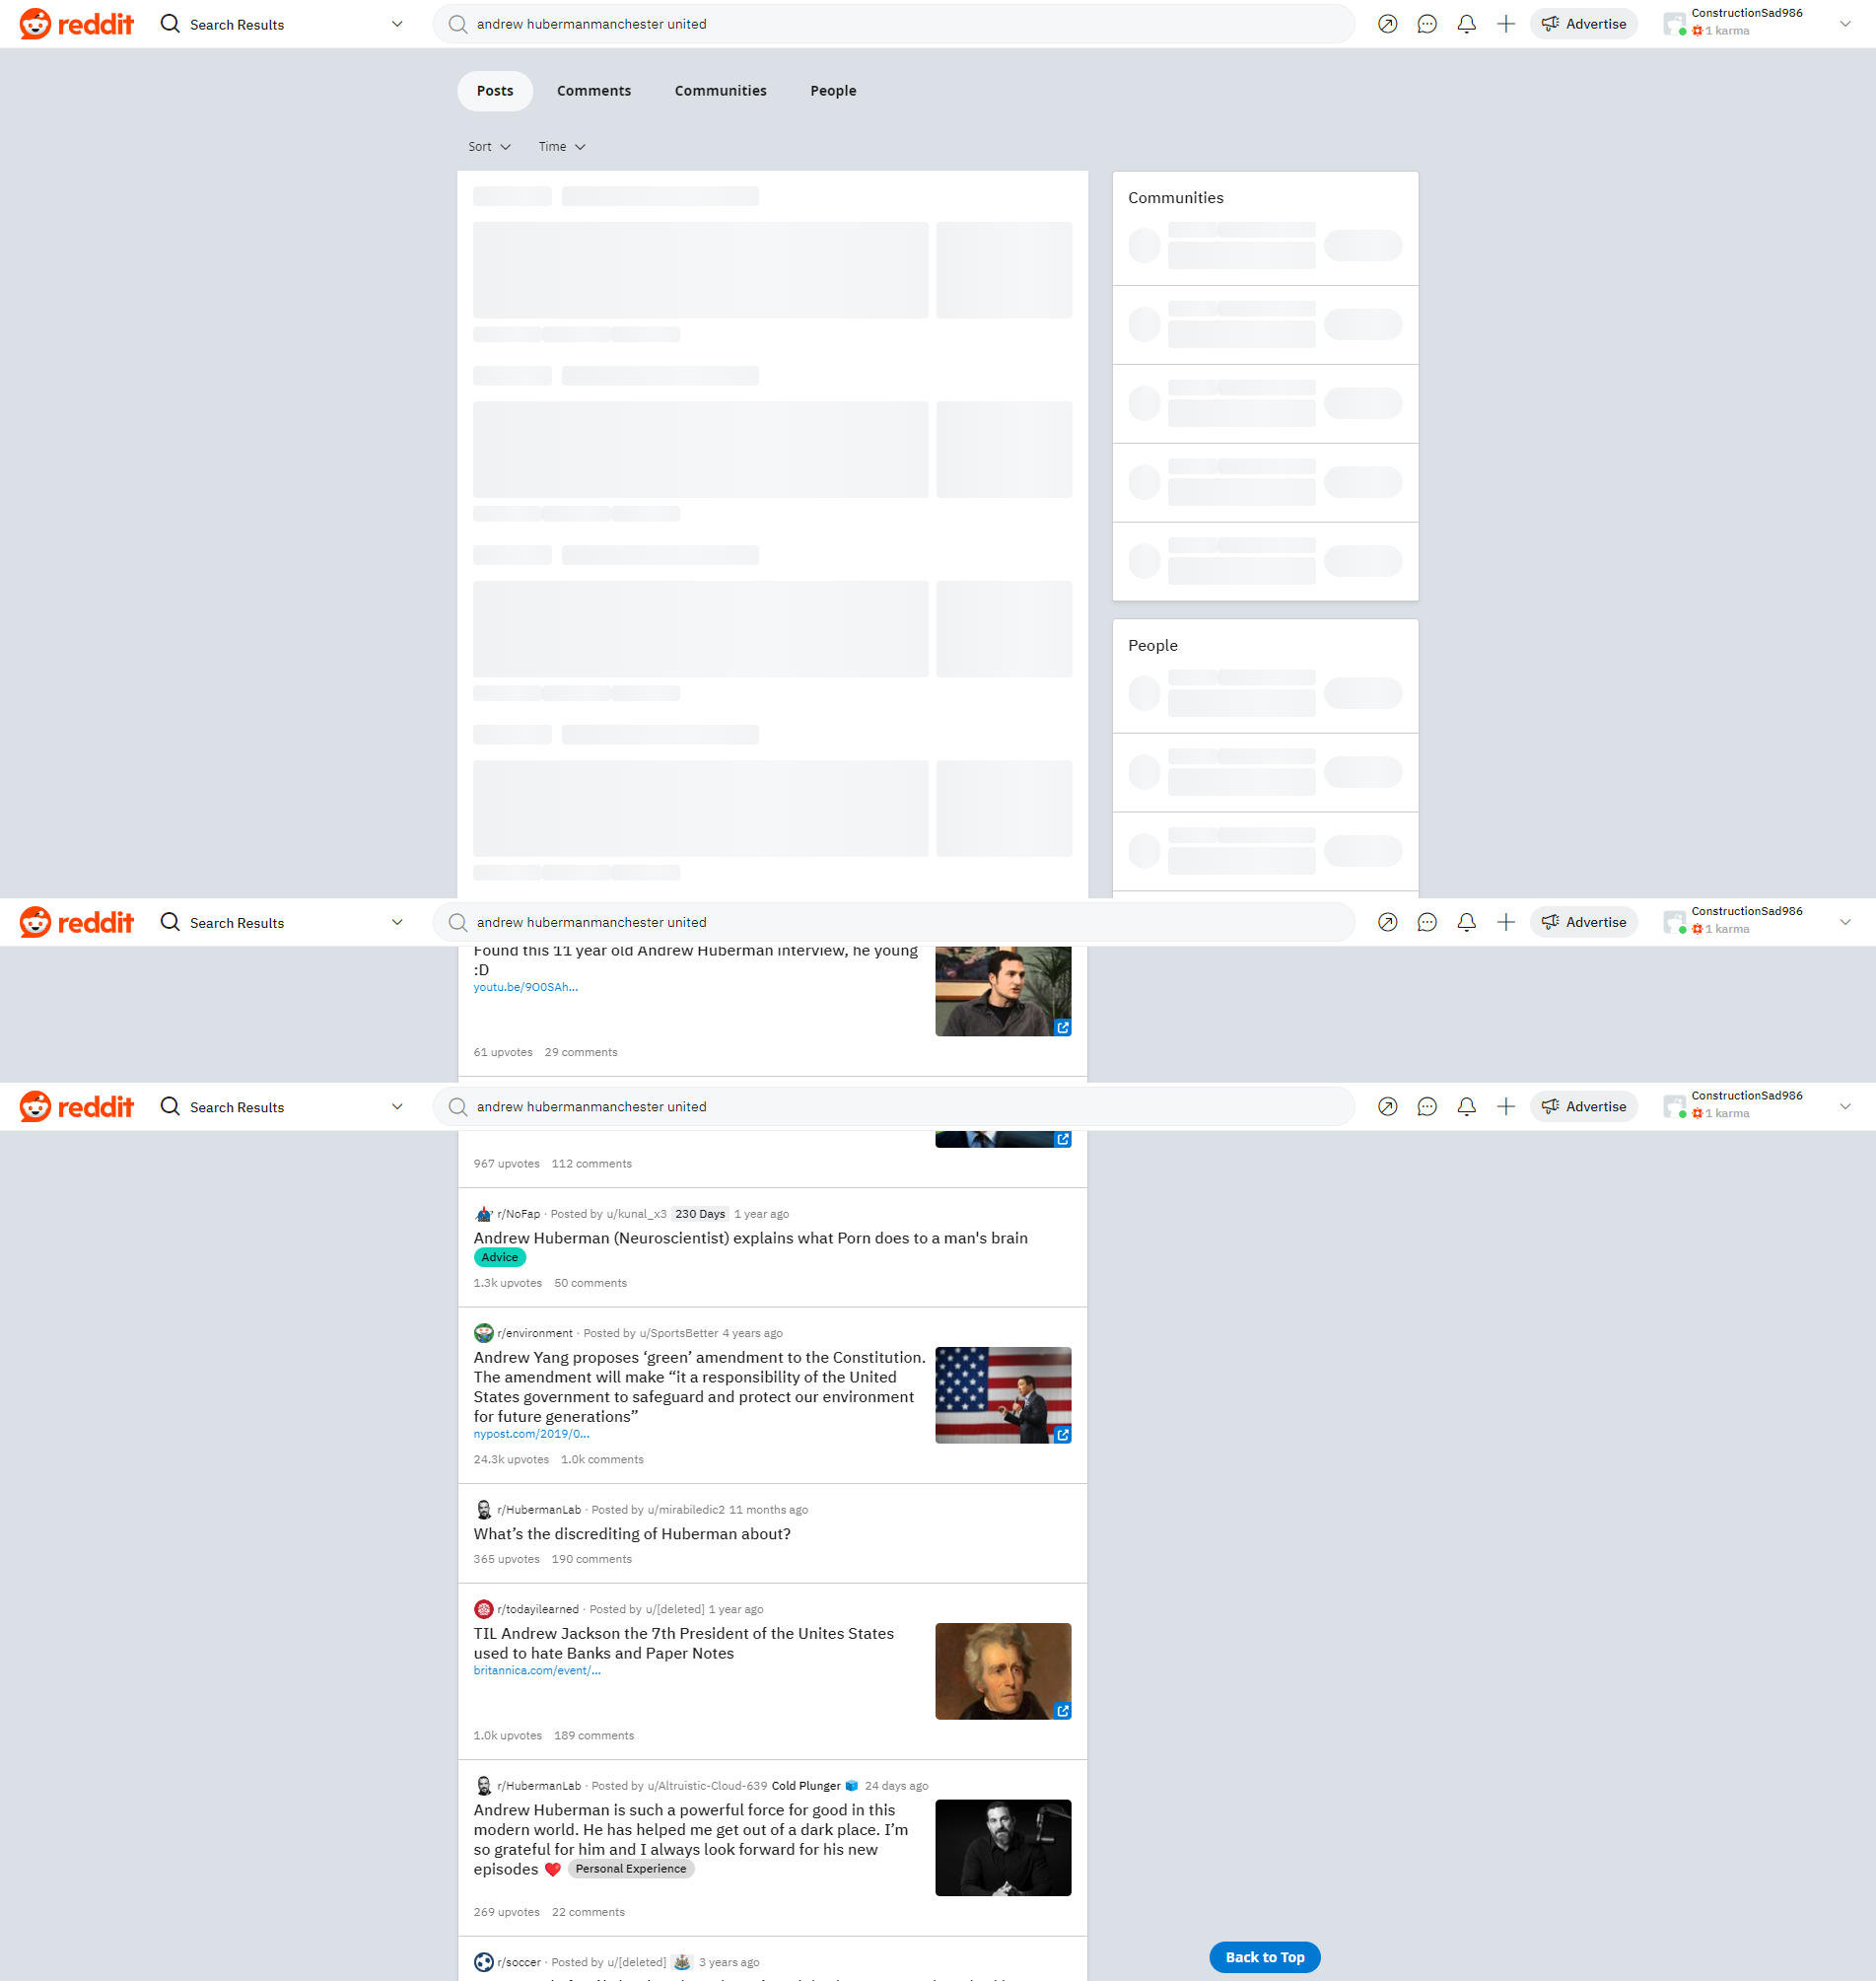 reddit Search Results andrew hubermanmanchester united Advertise ConstructionSad986
1 karma
Posts Comments Communities People
Sort Time
Communities
People
reddit Search Results andrew hubermanmanchester united Advertise ConstructionSad986
1 karma
Found this 11 year old Andrew Huberman interview, he young
:D
youtu.be/9O0SAh...
61 upvotes 29 comments
reddit Search Results andrew hubermanmanchester united Advertise ConstructionSad986
1 karma
967 upvotes 112 comments
r/NoFap · Posted by u/kunal_x3 230 Days 1 year ago
Andrew Huberman (Neuroscientist) explains what Porn does to a man's brain
Advice
1.3k upvotes 50 comments
r/environment · Posted by u/SportsBetter 4 years ago
Andrew Yang proposes ‘green’ amendment to the Constitution.
The amendment will make “it a responsibility of the United
States government to safeguard and protect our environment
for future generations”
nypost.com/2019/0...
24.3k upvotes 1.0k comments
r/HubermanLab · Posted by u/mirabiledic2 11 months ago
What’s the discrediting of Huberman about?
365 upvotes 190 comments
r/todayilearned · Posted by u/[deleted] 1 year ago
TIL Andrew Jackson the 7th President of the Unites States
used to hate Banks and Paper Notes
britannica.com/event/...
1.0k upvotes 189 comments
r/HubermanLab · Posted by u/Altruistic-Cloud-639 Cold Plunger 24 days ago
Andrew Huberman is such a powerful force for good in this
modern world. He has helped me get out of a dark place. I’m
so grateful for him and I always look forward for his new
episodes ❤️ Personal Experience
269 upvotes 22 comments
r/soccer · Posted by u/[deleted] 3 years ago
Back to Top